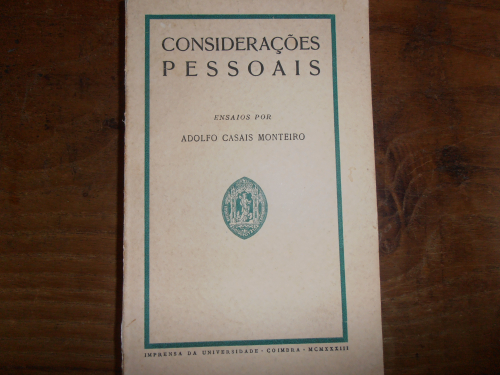 CONSIDERAÇÕES
PESSOAIS
ENSAIOS POR
ADOLFO CASAIS MONTEIRO
IMPRENSA DA UNIVERSIDADE - COIMBRA - MCMXXXIII